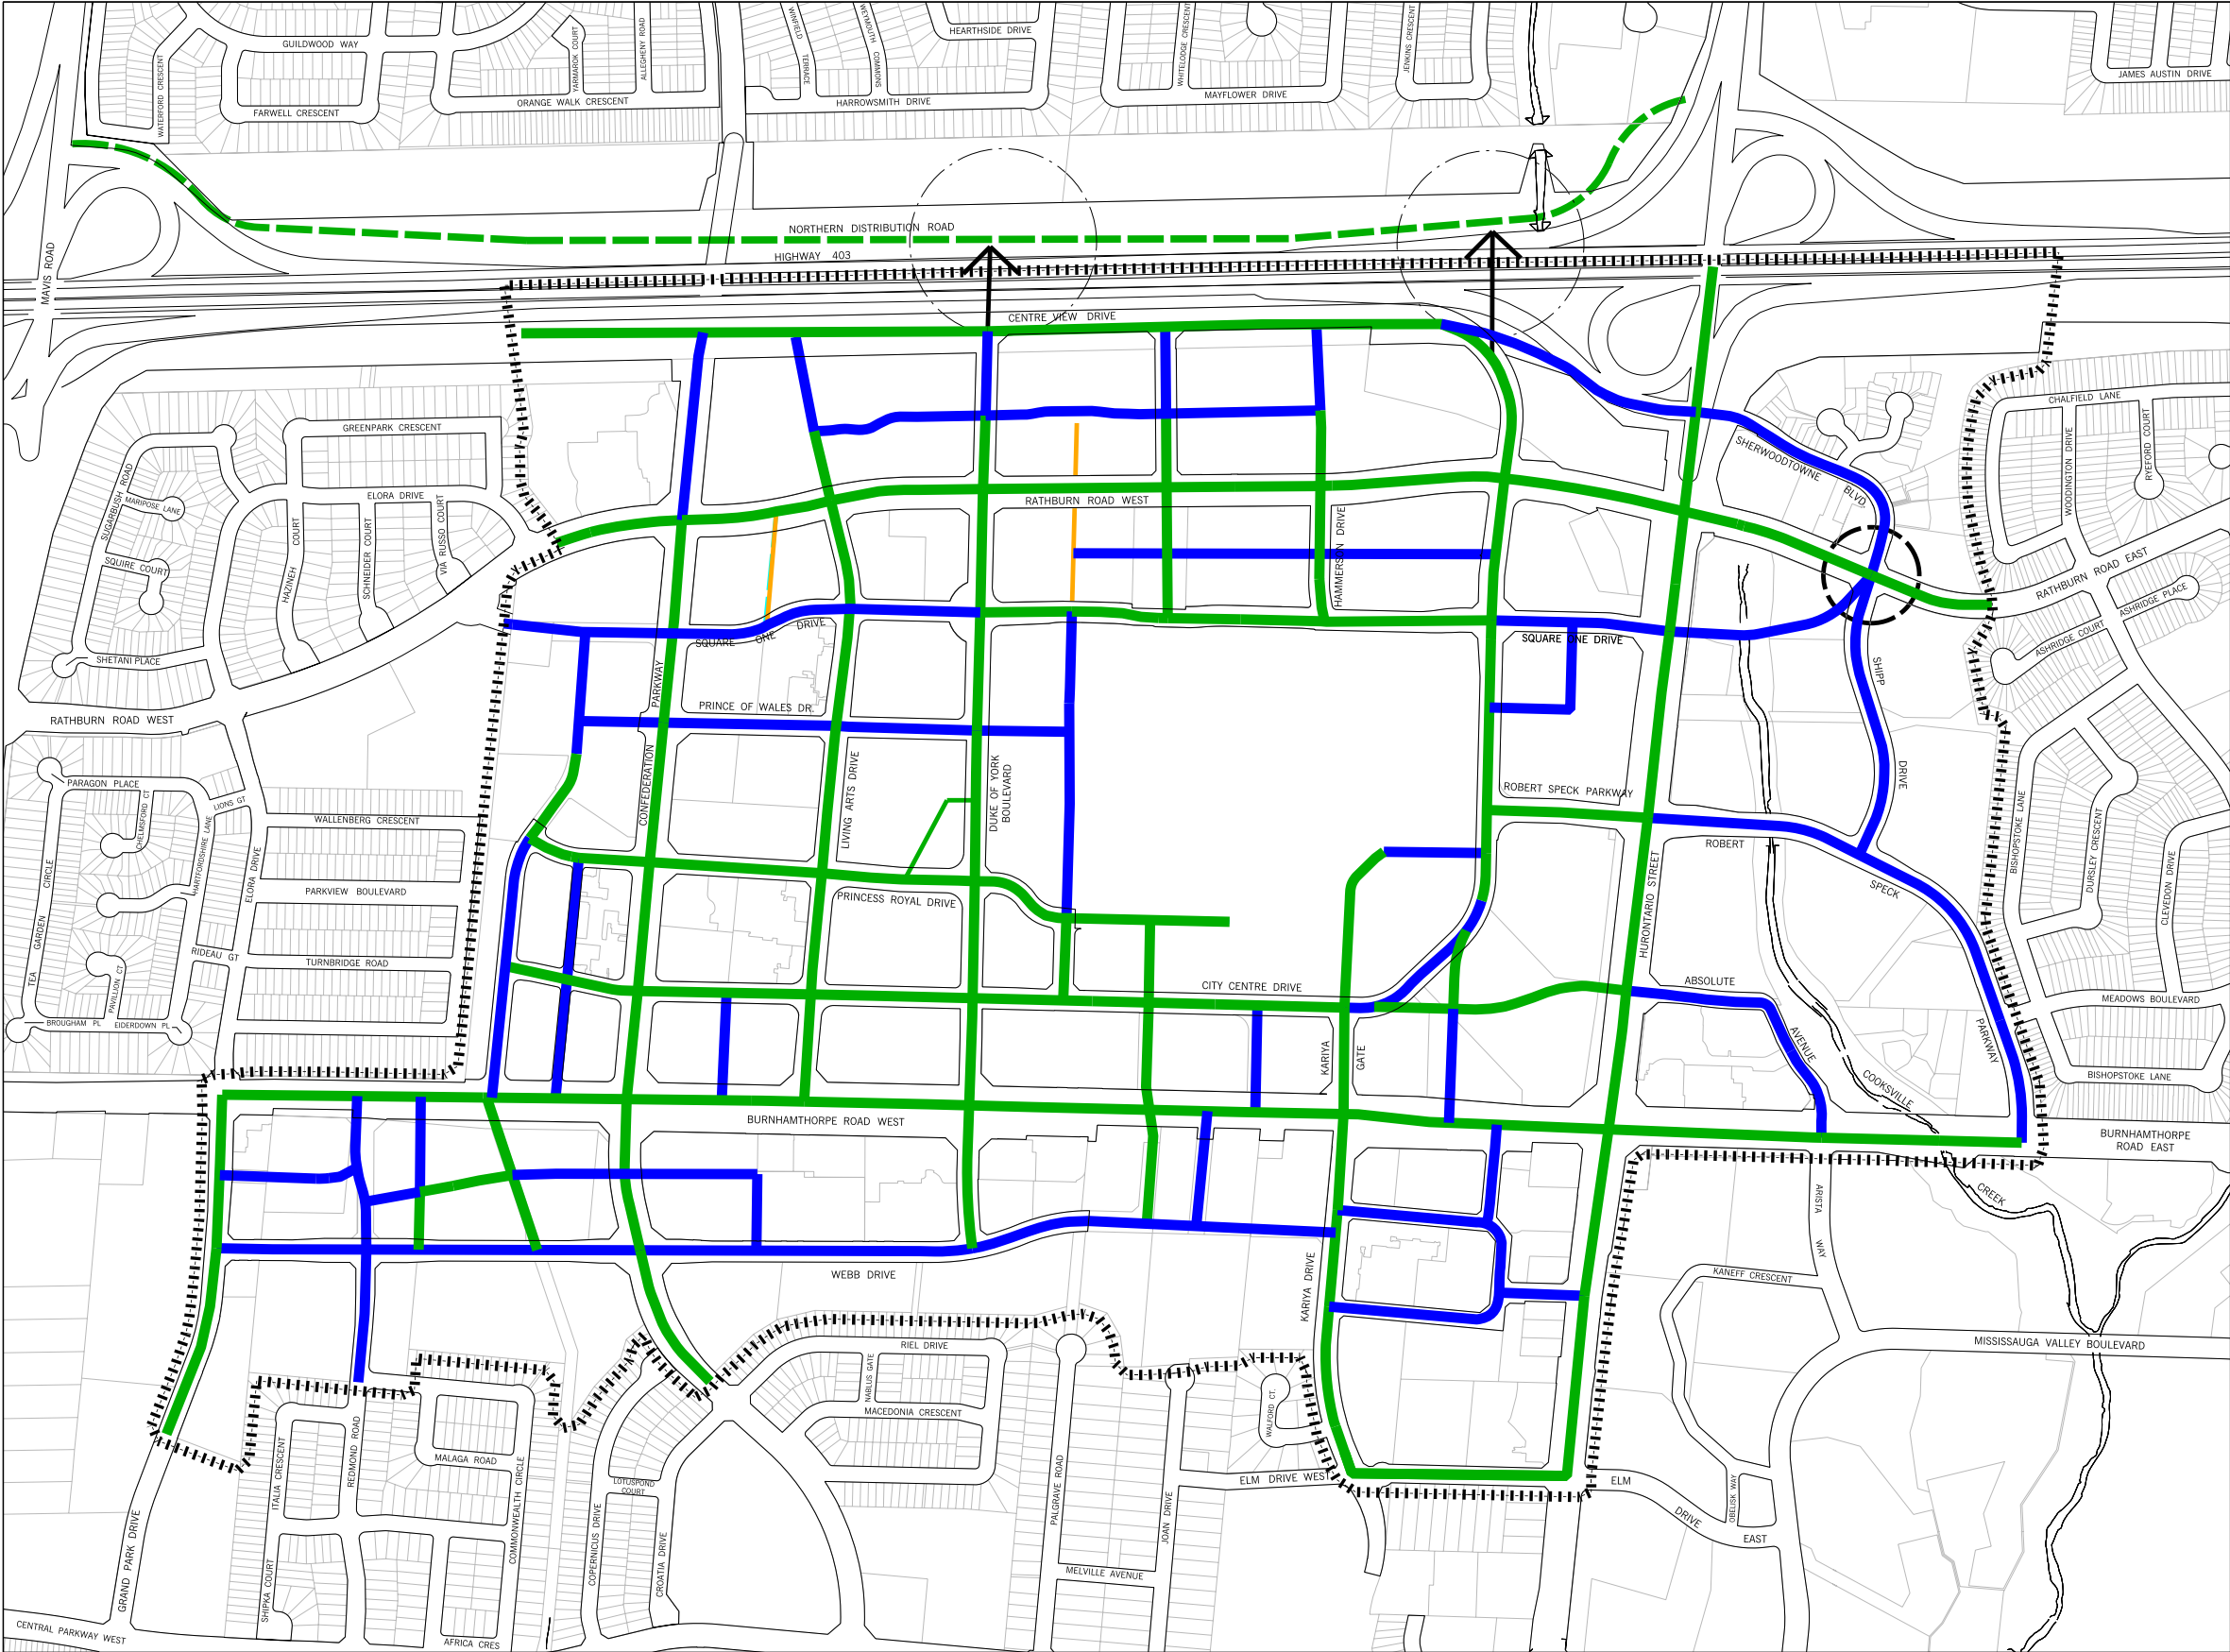 GUILDWOOD WAY
WATERFORD CRESCENT
FARWELL CRESCENT
YARMAROK COURT
ALLEGHENY ROAD
ORANGE WALK CRESCENT
WINFIELD TERRACE
WEYMOUTH COMMONS
HEARTHSIDE DRIVE
HARROWSMITH DRIVE
WHITELODGE CRESCENT
MAYFLOWER DRIVE
JENKINS CRESCENT
JAMES AUSTIN DRIVE
MAVIS ROAD
NORTHERN DISTRIBUTION ROAD
HIGHWAY 403
CENTRE VIEW DRIVE
GREENPARK CRESCENT
ELORA DRIVE
SUGARBUSH ROAD
MARIPOSE LANE
SQUIRE COURT
HAZINEH COURT
SCHNEIDER COURT
VIA RUSSO COURT
SHETANI PLACE
RATHBURN ROAD WEST
RATHBURN ROAD WEST
HAMMERSON DRIVE
SHERWOODTOWNE BLVD
CHALFIELD LANE
WOODINGTON DRIVE
RYEFORD COURT
RATHBURN ROAD EAST
ASHRIDGE PLACE
ASHRIDGE COURT
SQUARE ONE DRIVE
SQUARE ONE DRIVE
PRINCE OF WALES DR.
CONFEDERATION PARKWAY
LIVING ARTS DRIVE
DUKE OF YORK
BOULEVARD
ROBERT SPECK PARKWAY
SHIPP DRIVE
PARAGON PLACE
LIONS GT
CHELMSFORD CT
HARTFORDSHIRE LANE
TEA GARDEN CIRCLE
PAVILLION CT
BROUGHAM PL
EIDERDOWN PL
RIDEAU GT
ELORA DRIVE
WALLENBERG CRESCENT
PARKVIEW BOULEVARD
TURNBRIDGE ROAD
PRINCESS ROYAL DRIVE
CITY CENTRE DRIVE
KARIYA GATE
HURONTARIO STREET
ROBERT SPECK PARKWAY
ABSOLUTE AVENUE
COOKSVILLE CREEK
BISHOPSTOKE LANE
DURSLEY CRESCENT
CLEVEDON DRIVE
MEADOWS BOULEVARD
BISHOPSTOKE LANE
BURNHAMTHORPE ROAD WEST
BURNHAMTHORPE
ROAD EAST
WEBB DRIVE
KARIYA DRIVE
ARISTA WAY
KANEFF CRESCENT
MISSISSAUGA VALLEY BOULEVARD
RIEL DRIVE
NABLUS GATE
MACEDONIA CRESCENT
WALFORD CT.
ELM DRIVE WEST
ELM DRIVE EAST
OBELISK WAY
GRAND PARK DRIVE
ITALIA CRESCENT
REDMOND ROAD
MALAGA ROAD
COMMONWEALTH CIRCLE
SHIPKA COURT
AFRICA CRES
COPERNICUS DRIVE
LOTUSPOND
COURT
CROATIA DRIVE
PALGRAVE ROAD
JOAN DRIVE
MELVILLE AVENUE
CENTRAL PARKWAY WEST